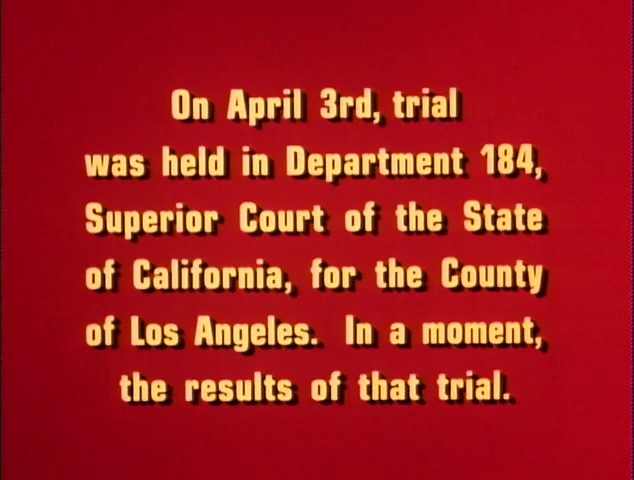 On April 3rd, trial
was held in Department 184,
Superior Court of the State
of California, for the County
of Los Angeles. In a moment,
the results of that trial.